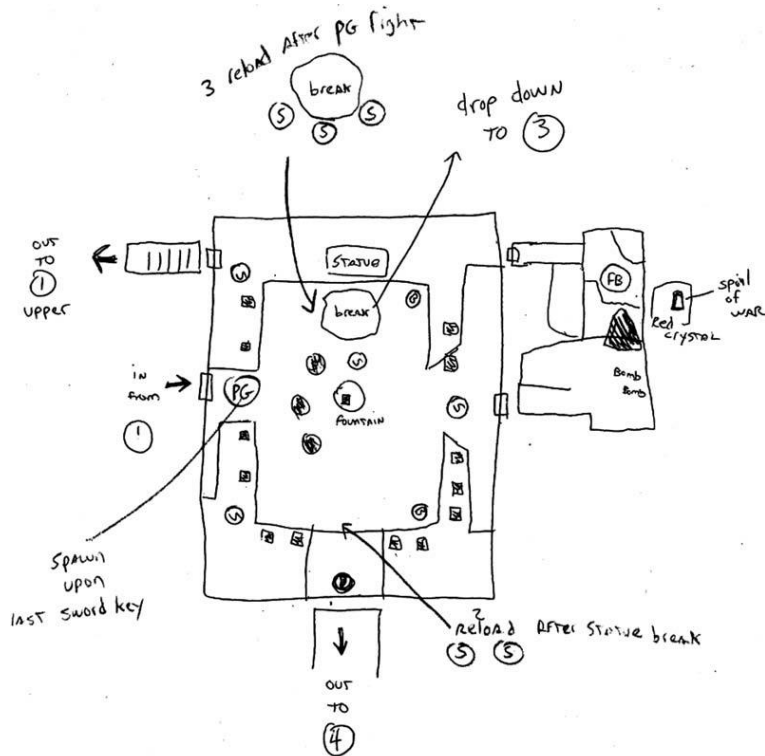 3 reload After PG fight
break
S S S
drop down
TO 3
OUT
TO
1
upper
STATUE
S
FB
spoil
of
WAR
Red
CRYSTAL
break
S
in
from
1
PG
S
FOUNTAIN
S
Bomb
Bomb
S
S
Spawn
upon
last sword key
2
Reload After Statue break
S S
OUT
TO
4